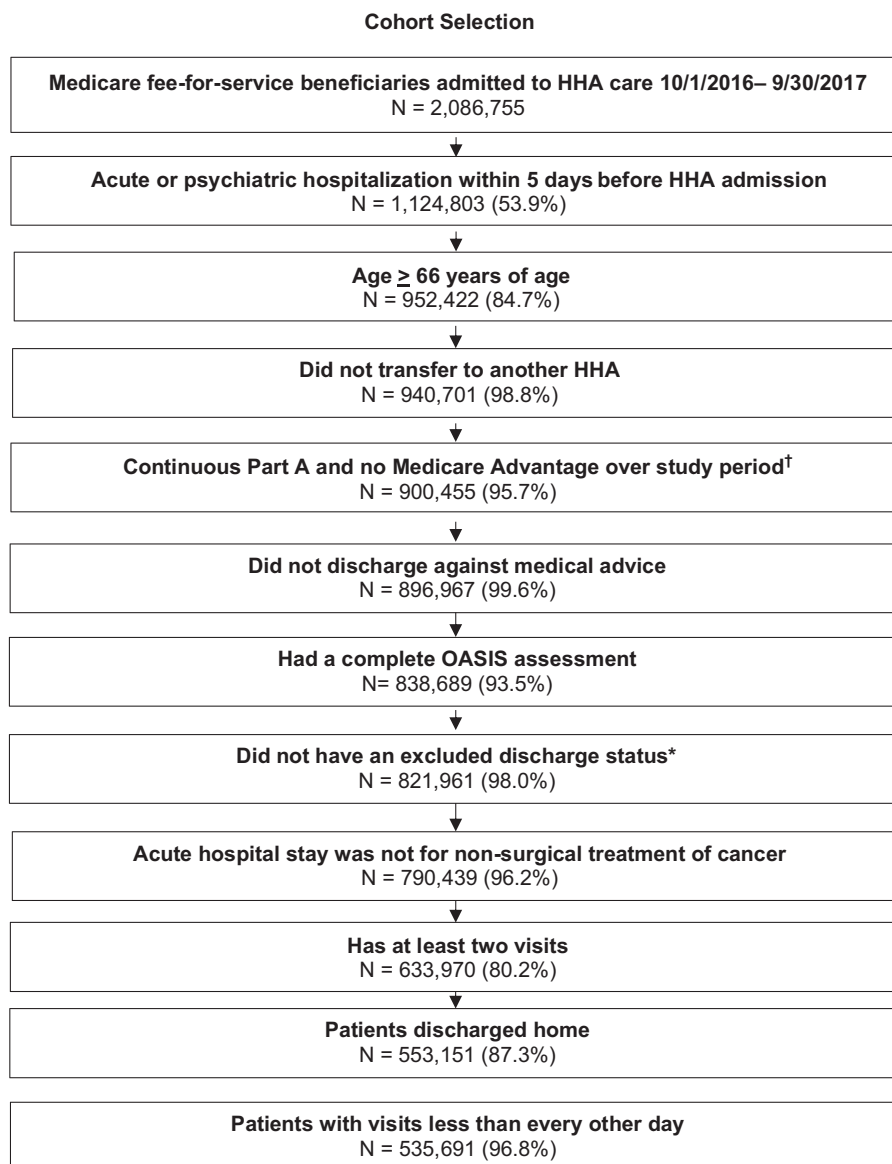 Cohort Selection
Medicare fee-for-service beneficiaries admitted to HHA care 10/1/2016– 9/30/2017
N = 2,086,755
Acute or psychiatric hospitalization within 5 days before HHA admission
N = 1,124,803 (53.9%)
Age ≥ 66 years of age
N = 952,422 (84.7%)
Did not transfer to another HHA
N = 940,701 (98.8%)
Continuous Part A and no Medicare Advantage over study period†
N = 900,455 (95.7%)
Did not discharge against medical advice
N = 896,967 (99.6%)
Had a complete OASIS assessment
N= 838,689 (93.5%)
Did not have an excluded discharge status*
N = 821,961 (98.0%)
Acute hospital stay was not for non-surgical treatment of cancer
N = 790,439 (96.2%)
Has at least two visits
N = 633,970 (80.2%)
Patients discharged home
N = 553,151 (87.3%)
Patients with visits less than every other day
N = 535,691 (96.8%)